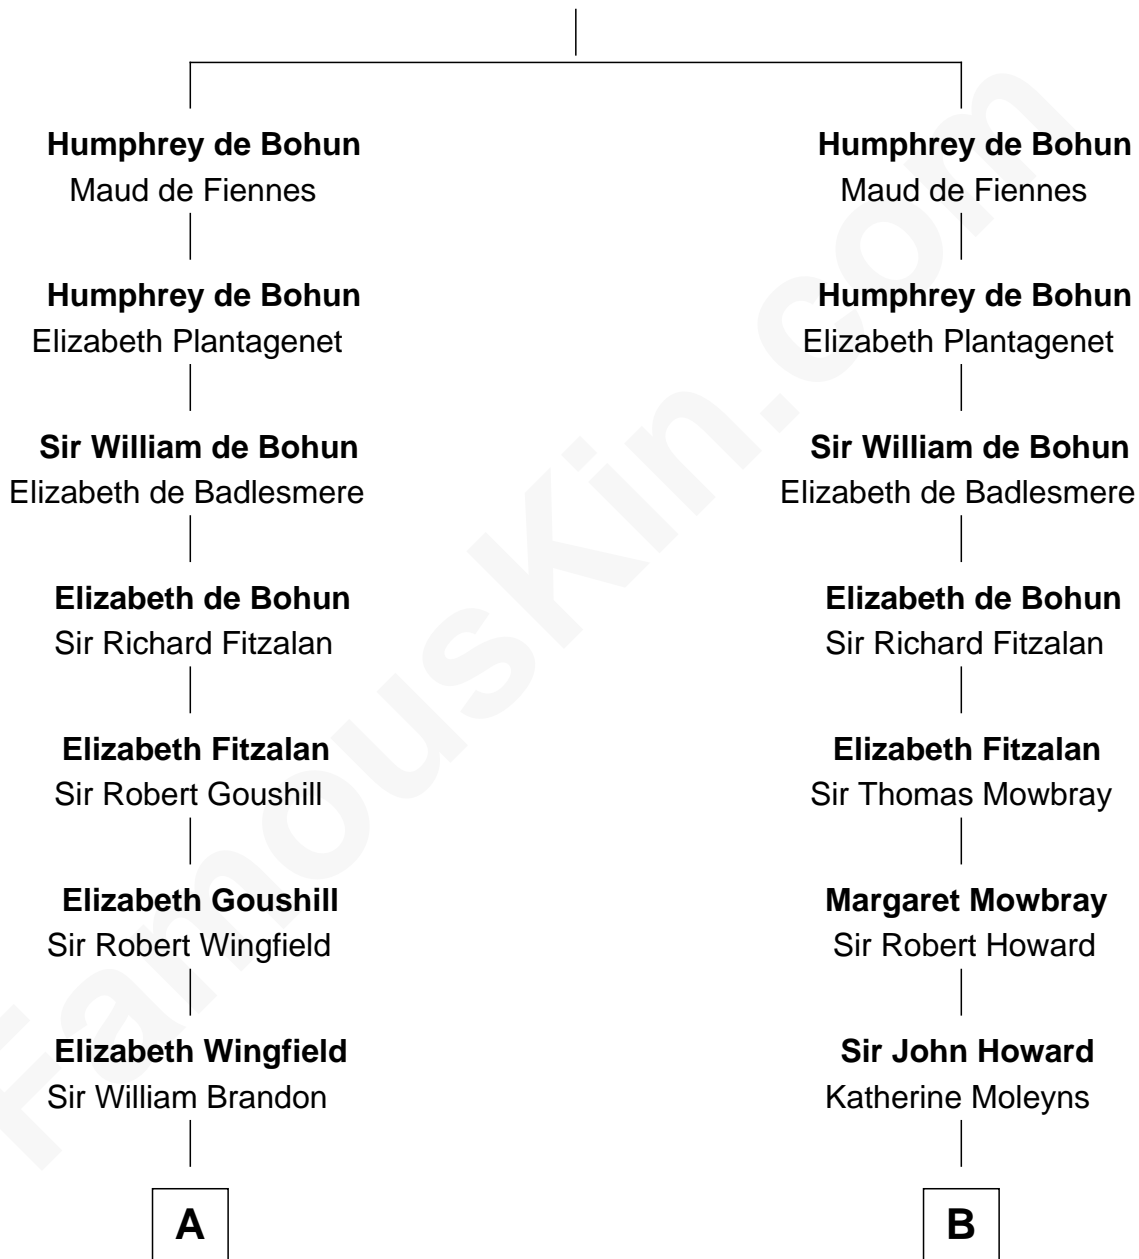 Humphrey de Bohun
Maud de Fiennes
Humphrey de Bohun
Elizabeth Plantagenet
Sir William de Bohun
Elizabeth de Badlesmere
Elizabeth de Bohun
Sir Richard Fitzalan
Elizabeth Fitzalan
Sir Robert Goushill
Elizabeth Goushill
Sir Robert Wingfield
Elizabeth Wingfield
Sir William Brandon
A
Humphrey de Bohun
Maud de Fiennes
Humphrey de Bohun
Elizabeth Plantagenet
Sir William de Bohun
Elizabeth de Badlesmere
Elizabeth de Bohun
Sir Richard Fitzalan
Elizabeth Fitzalan
Sir Thomas Mowbray
Margaret Mowbray
Sir Robert Howard
Sir John Howard
Katherine Moleyns
B
FamousKin.com